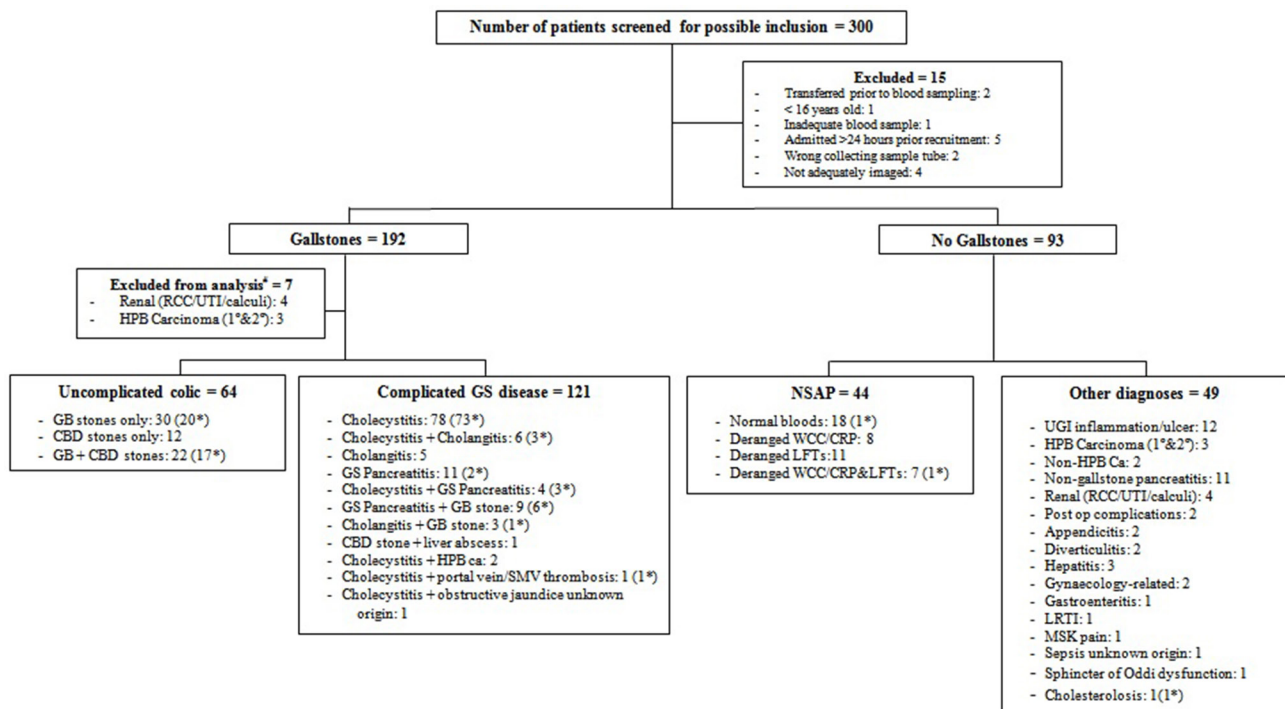 Number of patients screened for possible inclusion = 300
Excluded = 15
- Transferred prior to blood sampling: 2
- < 16 years old: 1
- Inadequate blood sample: 1
- Admitted >24 hours prior recruitment: 5
- Wrong collecting sample tube: 2
- Not adequately imaged: 4
Gallstones = 192
No Gallstones = 93
Excluded from analysis⁺ = 7
- Renal (RCC/UTI/calculi): 4
- HPB Carcinoma (1°&2°): 3
Uncomplicated colic = 64
- GB stones only: 30 (20*)
- CBD stones only: 12
- GB + CBD stones: 22 (17*)
Complicated GS disease = 121
- Cholecystitis: 78 (73*)
- Cholecystitis + Cholangitis: 6 (3*)
- Cholangitis: 5
- GS Pancreatitis: 11 (2*)
- Cholecystitis + GS Pancreatitis: 4 (3*)
- GS Pancreatitis + GB stone: 9 (6*)
- Cholangitis + GB stone: 3 (1*)
- CBD stone + liver abscess: 1
- Cholecystitis + HPB ca: 2
- Cholecystitis + portal vein/SMV thrombosis: 1 (1*)
- Cholecystitis + obstructive jaundice unknown
origin: 1
NSAP = 44
- Normal bloods: 18 (1*)
- Deranged WCC/CRP: 8
- Deranged LFTs:11
- Deranged WCC/CRP&LFTs: 7 (1*)
Other diagnoses = 49
- UGI inflammation/ulcer: 12
- HPB Carcinoma (1°&2°): 3
- Non-HPB Ca: 2
- Non-gallstone pancreatitis: 11
- Renal (RCC/UTI/calculi): 4
- Post op complications: 2
- Appendicitis: 2
- Diverticulitis: 2
- Hepatitis: 3
- Gynaecology-related: 2
- Gastroenteritis: 1
- LRTI: 1
- MSK pain: 1
- Sepsis unknown origin: 1
- Sphincter of Oddi dysfunction: 1
- Cholesterolosis: 1(1*)